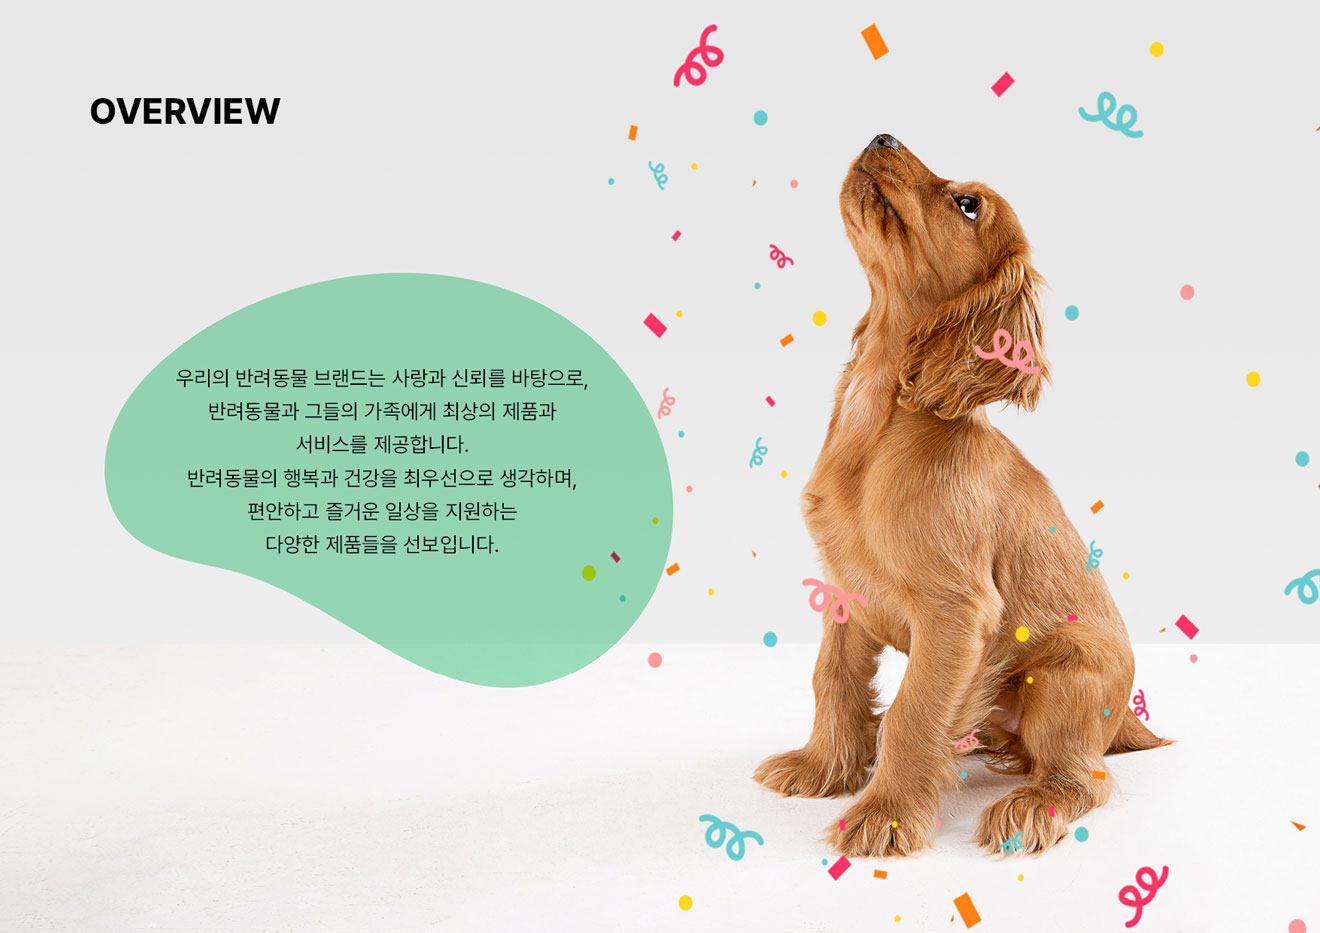 OVERVIEW
우리의 반려동물 브랜드는 사랑과 신뢰를 바탕으로,
반려동물과 그들의 가족에게 최상의 제품과
서비스를 제공합니다.
반려동물의 행복과 건강을 최우선으로 생각하며,
편안하고 즐거운 일상을 지원하는
다양한 제품들을 선보입니다.